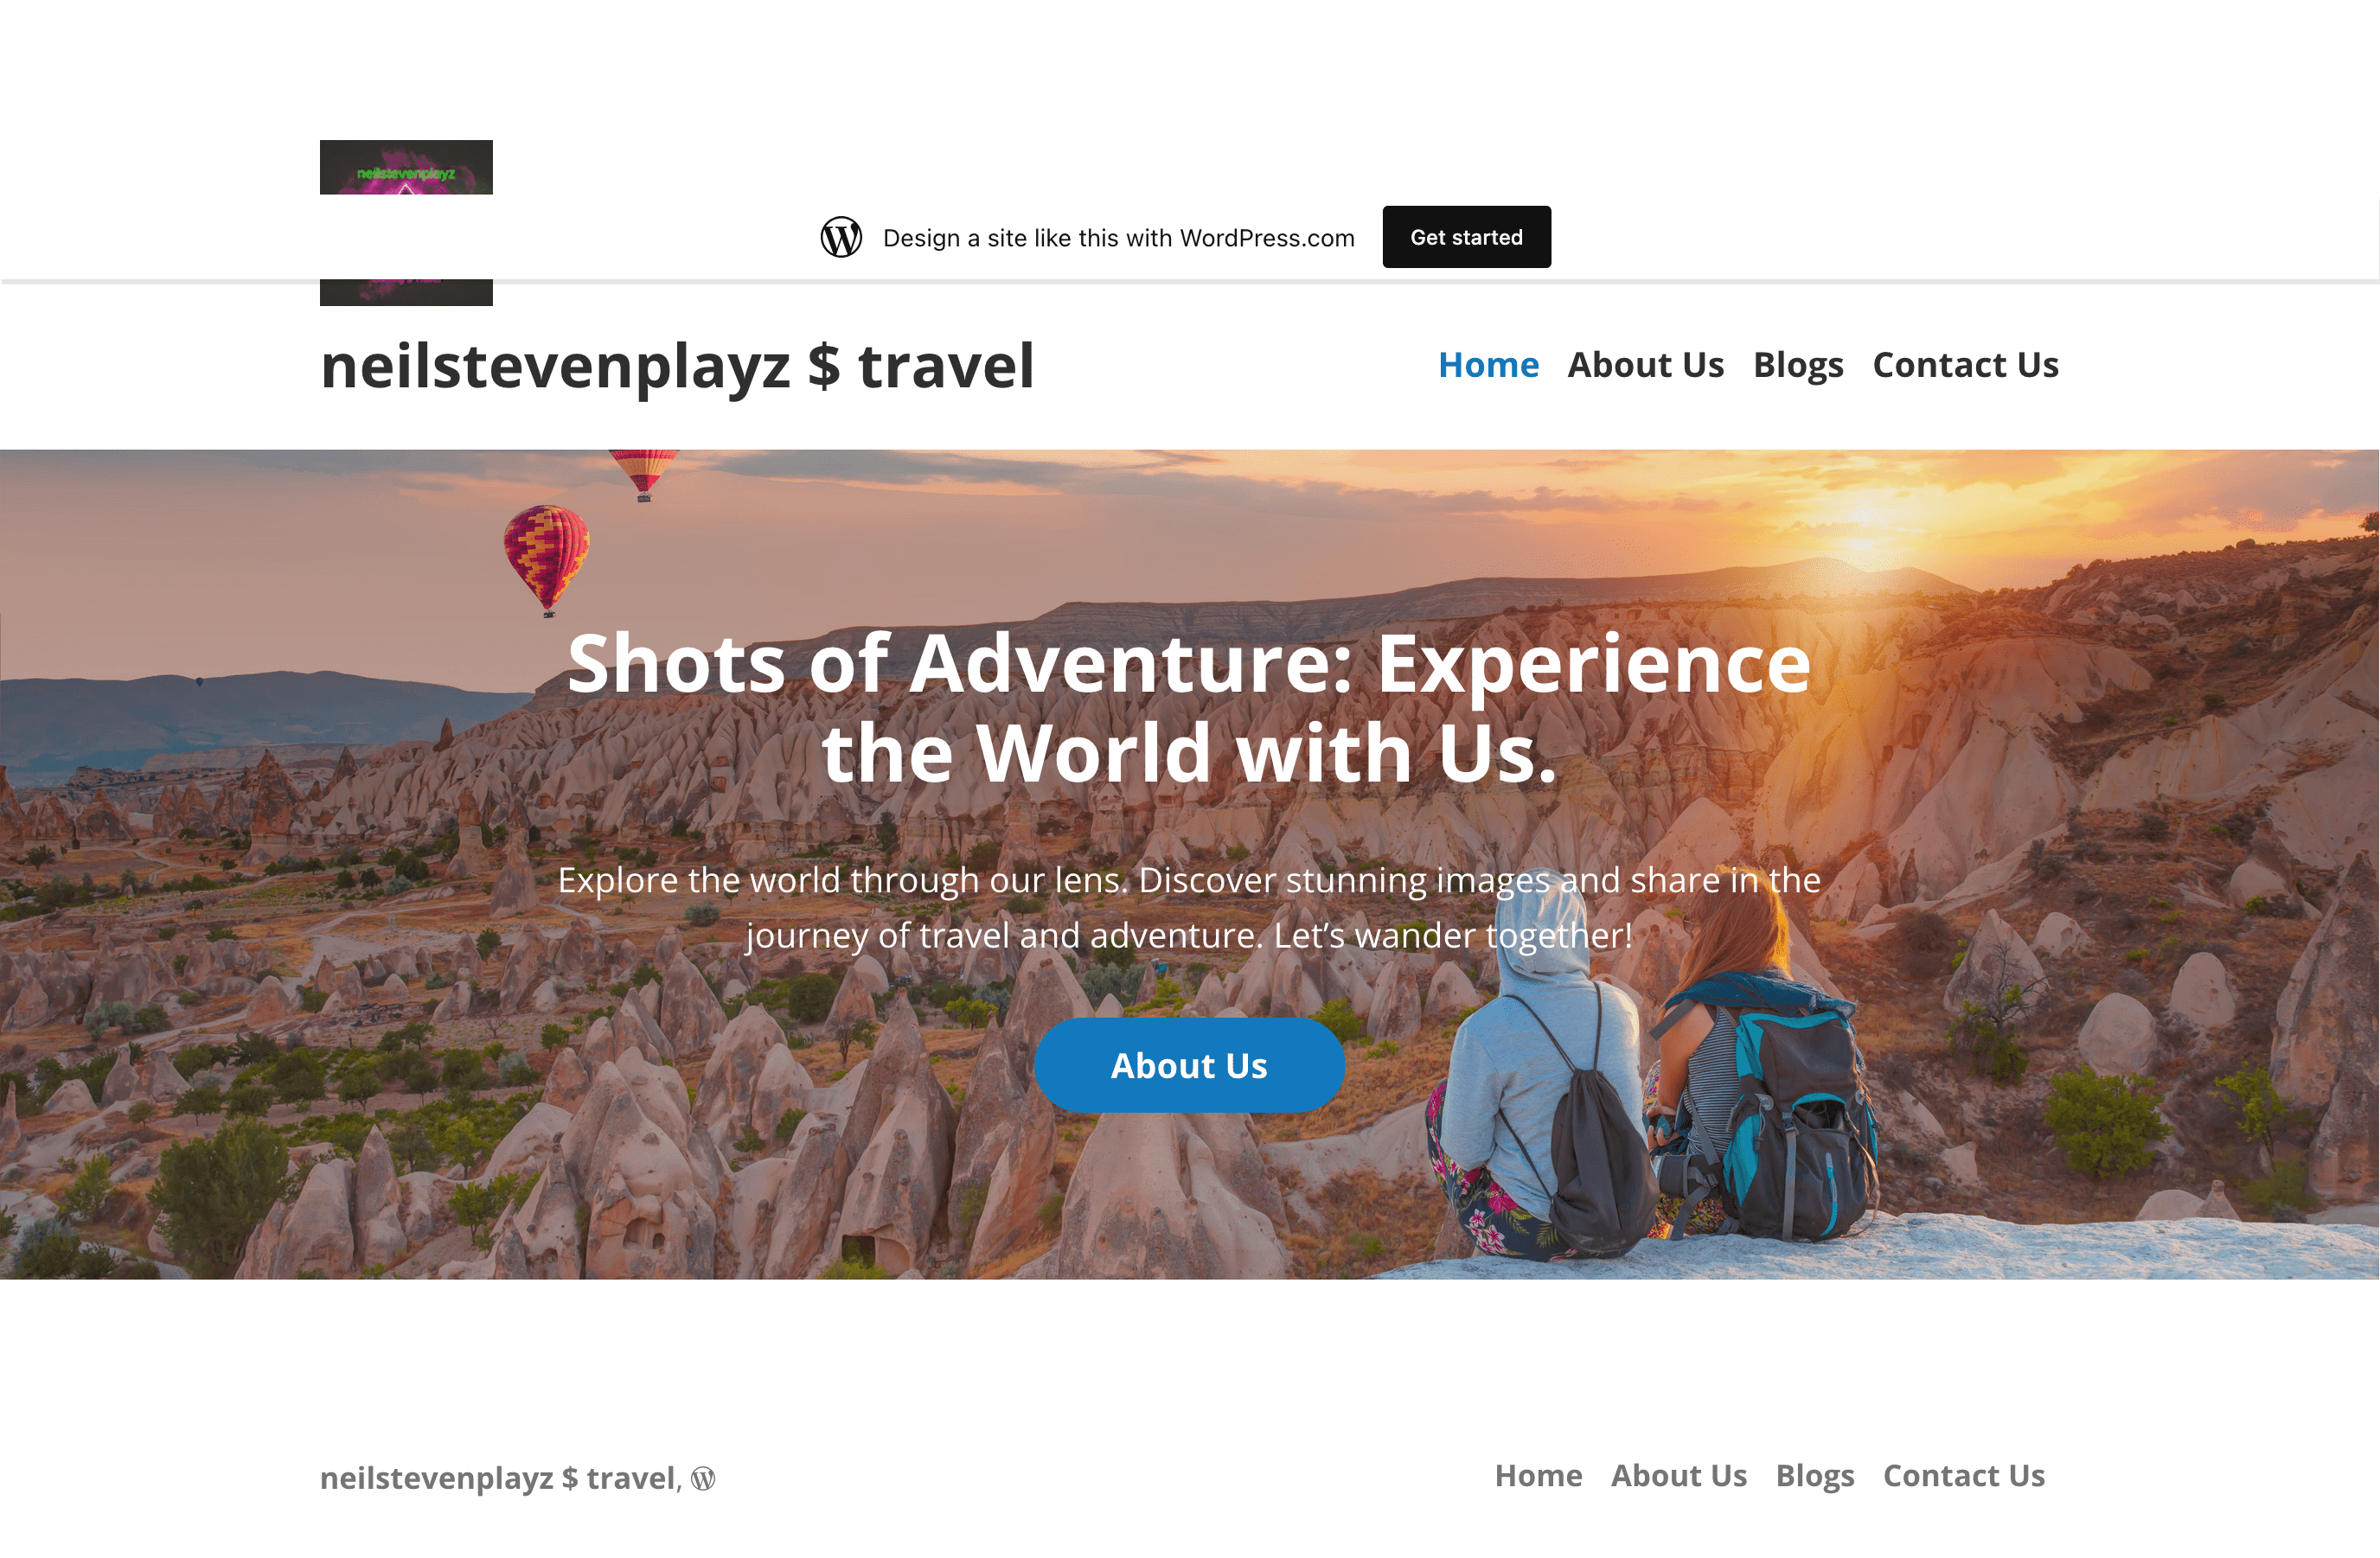 neilstevenplayz
Design a site like this with WordPress.com
Get started
neilstevenplayz $ travel
Home About Us Blogs Contact Us
Shots of Adventure: Experience
the World with Us.
Explore the world through our lens. Discover stunning images and share in the
journey of travel and adventure. Let’s wander together!
About Us
neilstevenplayz $ travel,
Home About Us Blogs Contact Us